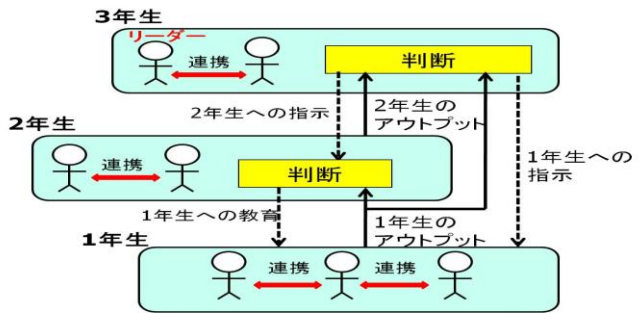 3年生
リーダー
連携
判断
2年生への指示
2年生の
アウトプット
1年生への
指示
2年生
連携
判断
1年生への教育
1年生の
アウトプット
1年生
連携
連携